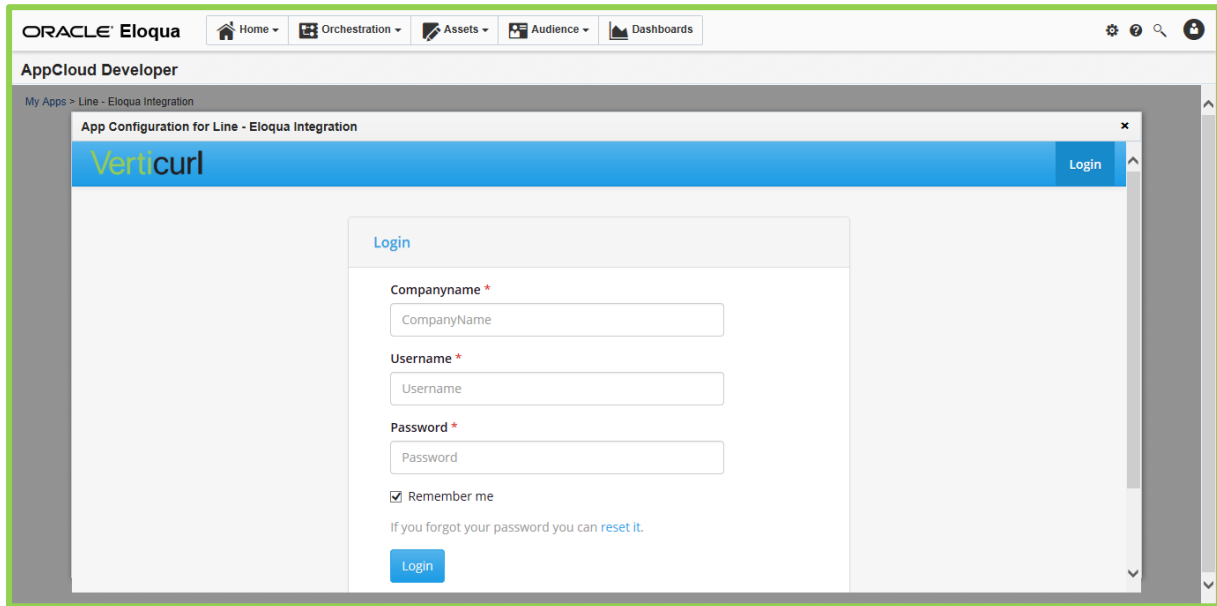 ORACLE® Eloqua Home Orchestration Assets Audience Dashboards
AppCloud Developer
My Apps > Line - Eloqua Integration
App Configuration for Line - Eloqua Integration
Verticurl Login
Login
Companyname *
CompanyName
Username *
Username
Password *
Password
Remember me
If you forgot your password you can reset it.
Login